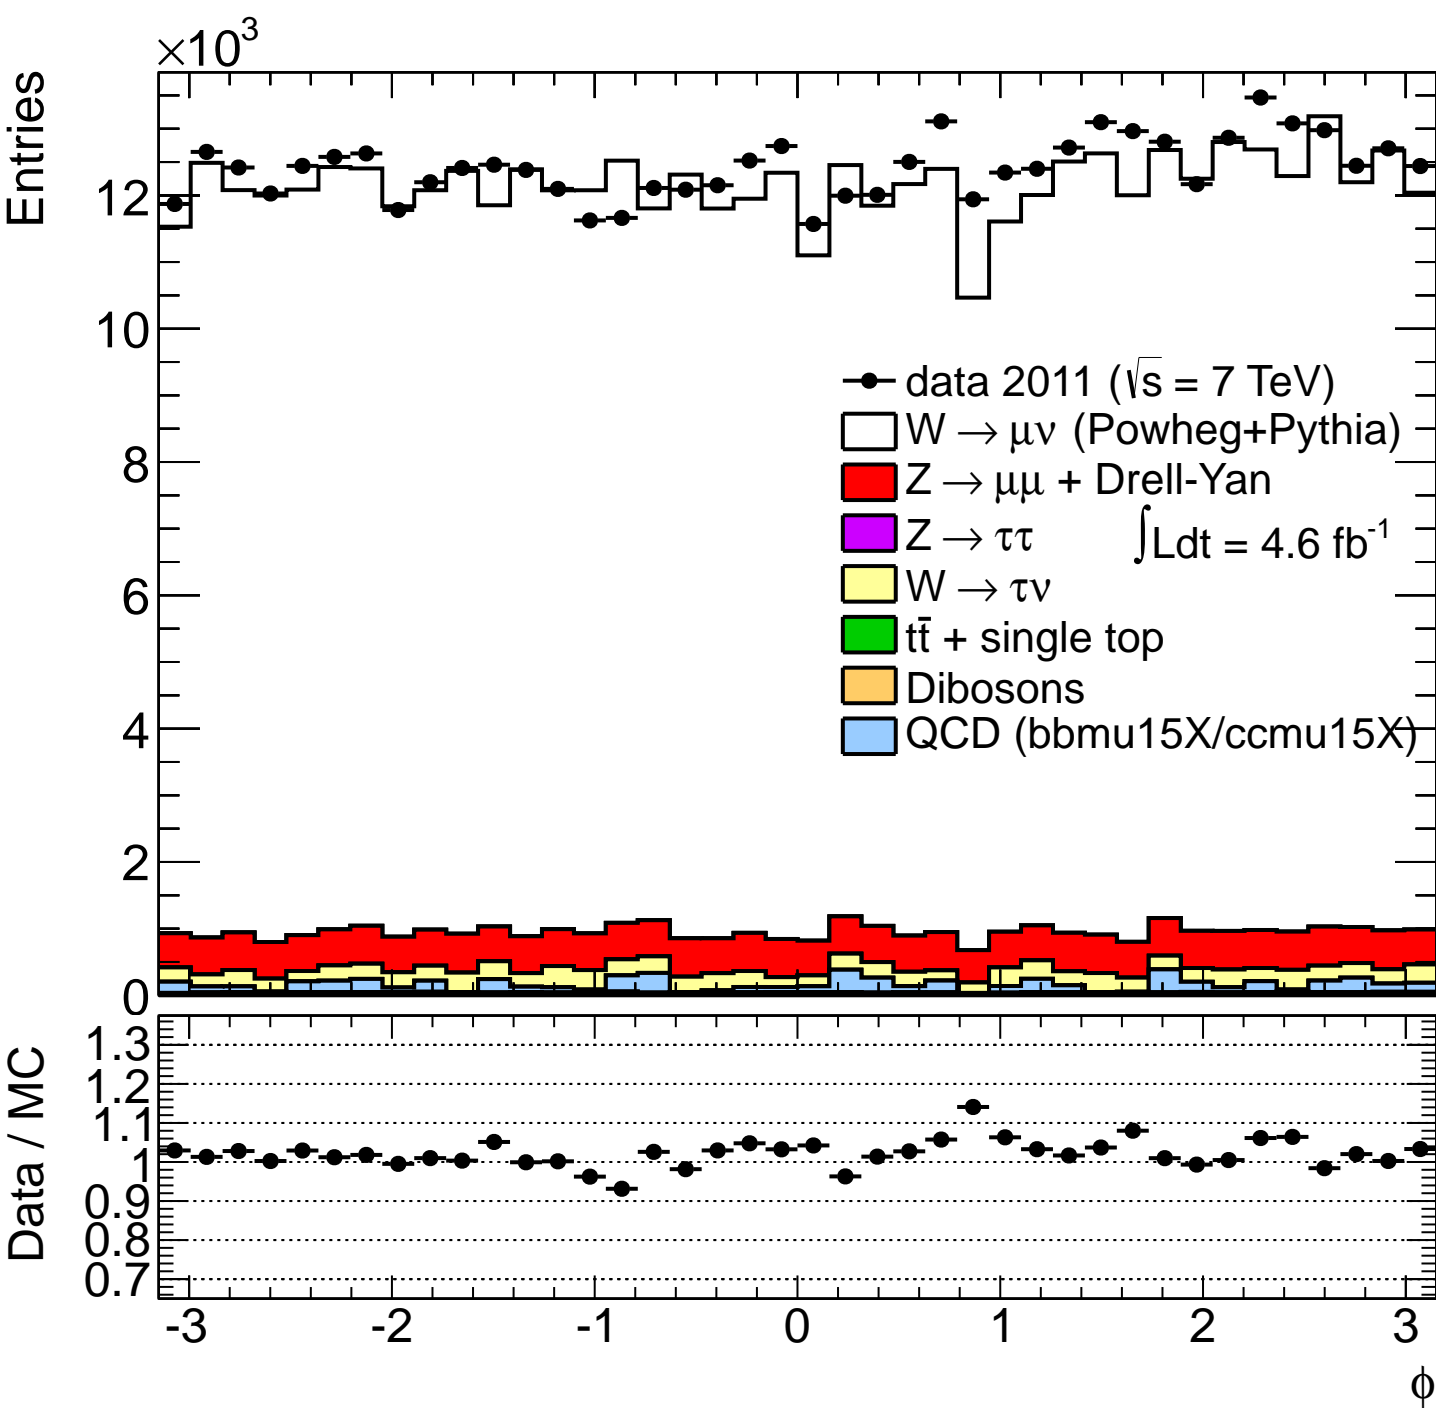 ×10³
Entries
12
10
8
6
4
2
0
data 2011 (√s = 7 TeV)
W → μν (Powheg+Pythia)
Z → μμ + Drell-Yan
Z → ττ
∫Ldt = 4.6 fb⁻¹
W → τν
tt̄ + single top
Dibosons
QCD (bbmu15X/ccmu15X)
Data / MC
1.3
1.2
1.1
1
0.9
0.8
0.7
-3 -2 -1 0 1 2 3
ϕ